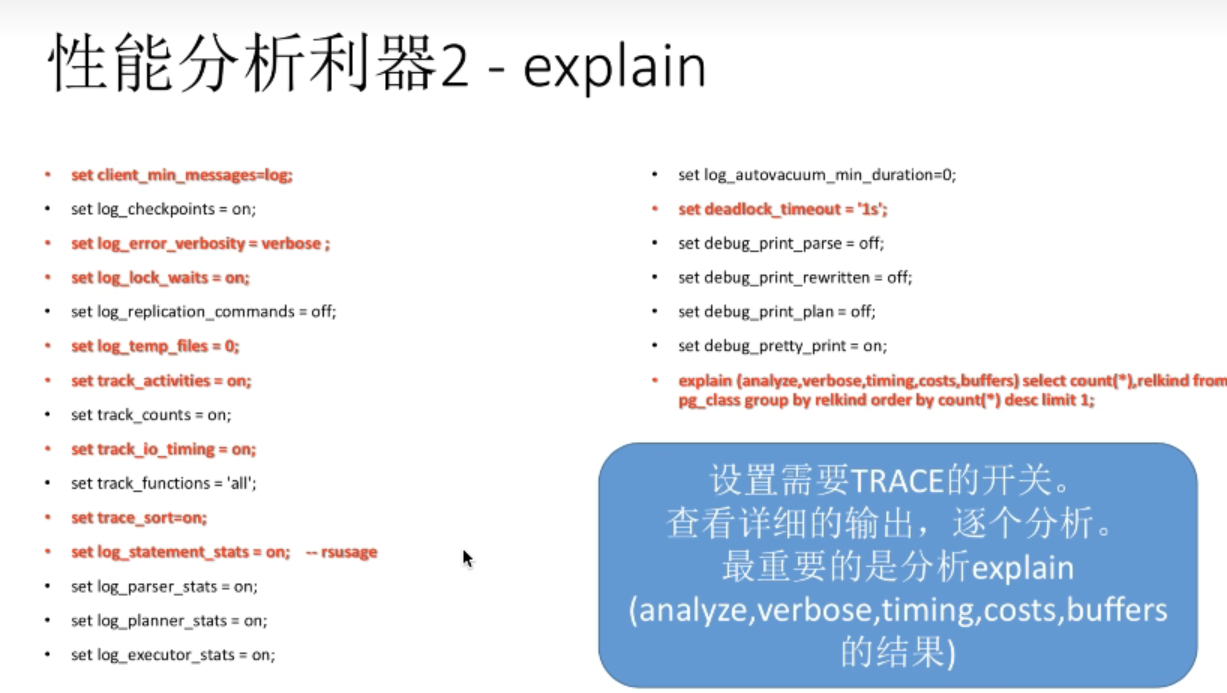 性能分析利器2 - explain
• set client_min_messages=log;
• set log_checkpoints = on;
• set log_error_verbosity = verbose ;
• set log_lock_waits = on;
• set log_replication_commands = off;
• set log_temp_files = 0;
• set track_activities = on;
• set track_counts = on;
• set track_io_timing = on;
• set track_functions = 'all';
• set trace_sort=on;
• set log_statement_stats = on; -- rsusage
• set log_parser_stats = on;
• set log_planner_stats = on;
• set log_executor_stats = on;
• set log_autovacuum_min_duration=0;
• set deadlock_timeout = '1s';
• set debug_print_parse = off;
• set debug_print_rewritten = off;
• set debug_print_plan = off;
• set debug_pretty_print = on;
• explain (analyze,verbose,timing,costs,buffers) select count(*),relkind from
pg_class group by relkind order by count(*) desc limit 1;
设置需要TRACE的开关。
查看详细的输出，逐个分析。
最重要的是分析explain
(analyze,verbose,timing,costs,buffers
的结果)